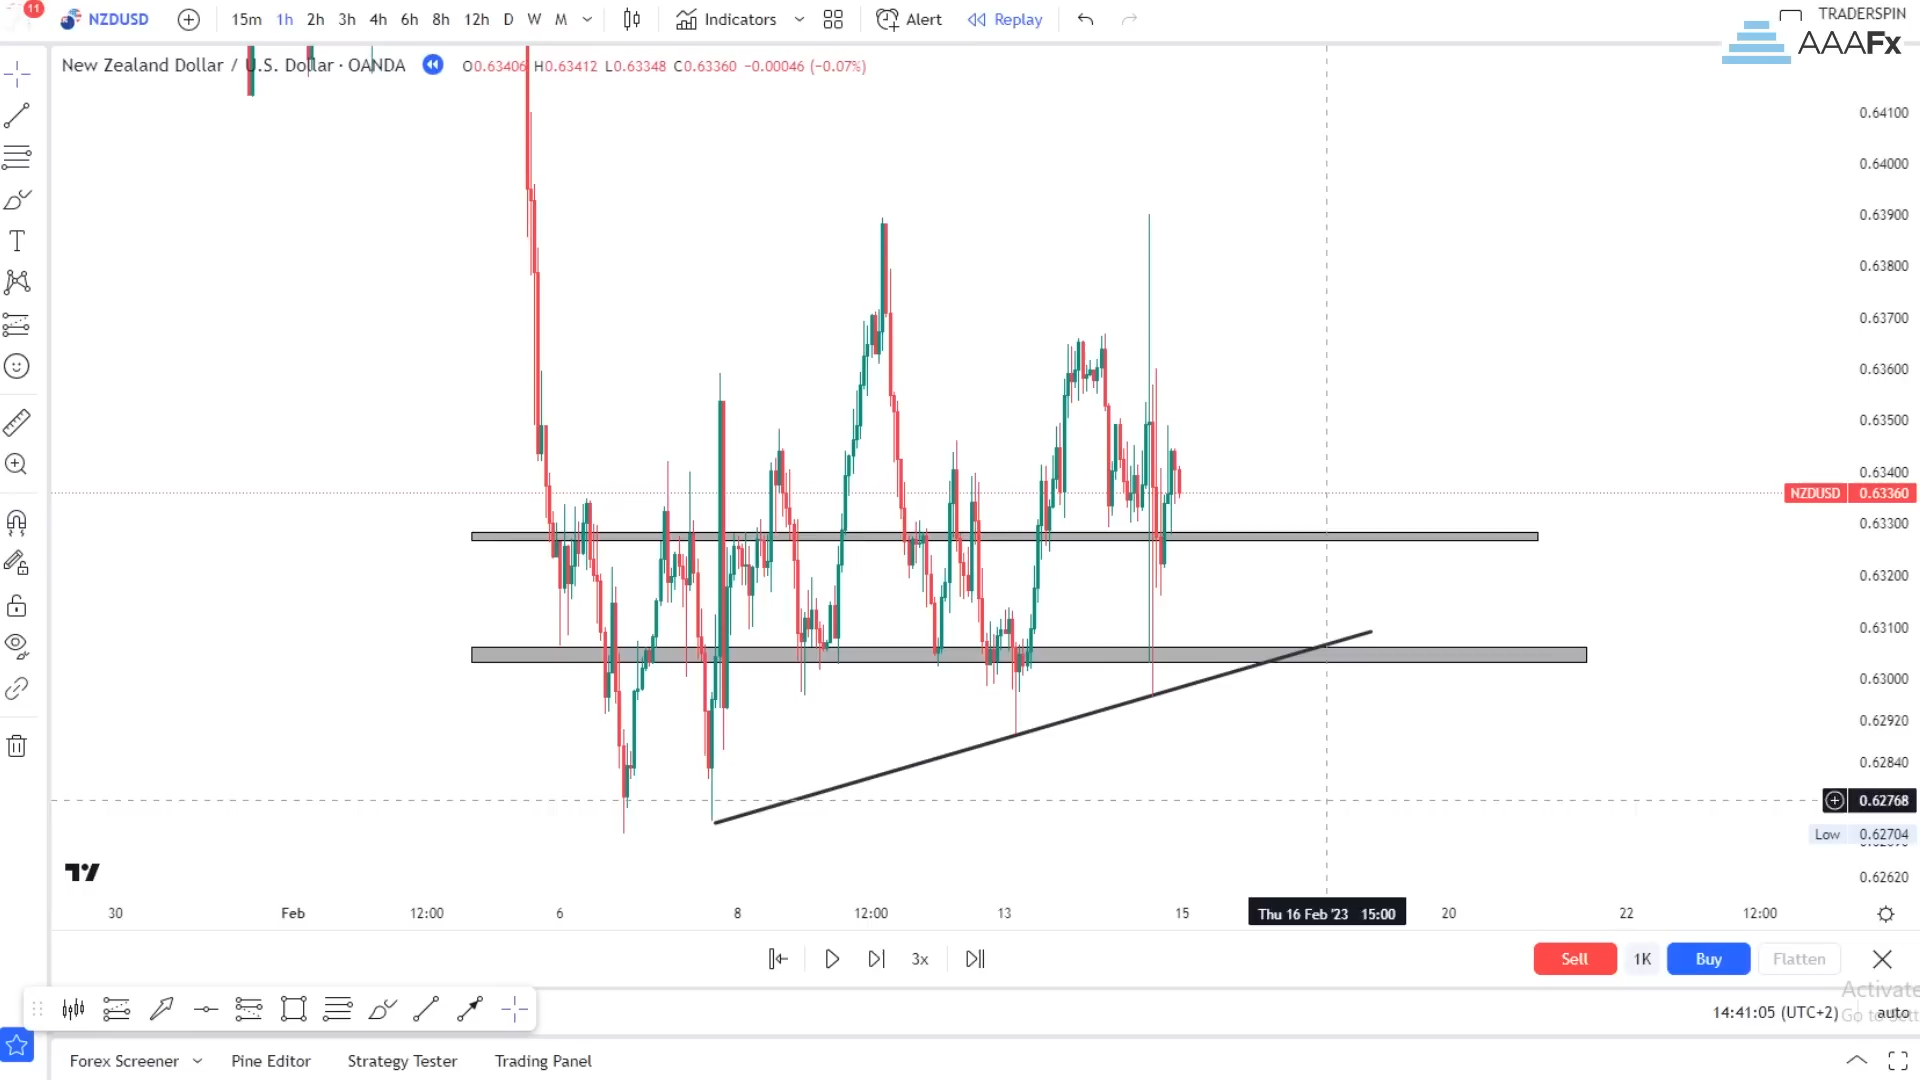 11
NZDUSD
15m 1h 2h 3h 4h 6h 8h 12h D W M
Indicators
Alert
Replay
TRADERSPIN
AAAFx
New Zealand Dollar / U.S. Dollar · OANDA
O0.63406 H0.63412 L0.63348 C0.63360 −0.00046 (−0.07%)
0.64100
0.64000
0.63900
0.63800
0.63700
0.63600
0.63500
0.63400
NZDUSD 0.63360
0.63300
0.63200
0.63100
0.63000
0.62920
0.62840
0.62768
Low 0.62704
0.62620
30 Feb 12:00 6 8 12:00 13 15 Thu 16 Feb '23 15:00 20 22 12:00
3x
Sell 1K Buy Flatten
Activate
14:41:05 (UTC+2)
Go to Sett
auto
Forex Screener Pine Editor Strategy Tester Trading Panel